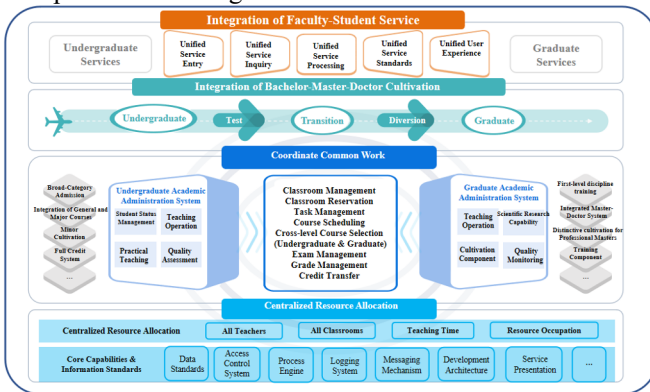 Integration of Faculty-Student Service
Undergraduate
Services
Unified
Service
Entry
Unified
Service
Inquiry
Unified
Service
Processing
Unified
Service
Standards
Unified User
Experience
Graduate
Services
Integration of Bachelor-Master-Doctor Cultivation
Undergraduate
Test
Transition
Diversion
Graduate
Coordinate Common Work
Broad-Category
Admission
Integration of General and
Major Courses
Minor
Cultivation
Full Credit
System
...
Undergraduate Academic
Administration System
Student Status
Management
Teaching
Operation
Practical
Teaching
Quality
Assessment
Classroom Management
Classroom Reservation
Task Management
Course Scheduling
Cross-level Course Selection
(Undergraduate & Graduate)
Exam Management
Grade Management
Credit Transfer
Graduate Academic
Administration System
Teaching
Operation
Scientific Research
Capability
Cultivation
Component
Quality
Monitoring
First-level discipline
training
Integrated Master-
Doctor System
Distinctive cultivation for
Professional Masters
Training
Component
...
Centralized Resource Allocation
Centralized Resource Allocation
All Teachers
All Classrooms
Teaching Time
Resource Occupation
Core Capabilities &
Information Standards
Data
Standards
Access
Control
System
Process
Engine
Logging
System
Messaging
Mechanism
Development
Architecture
Service
Presentation
...